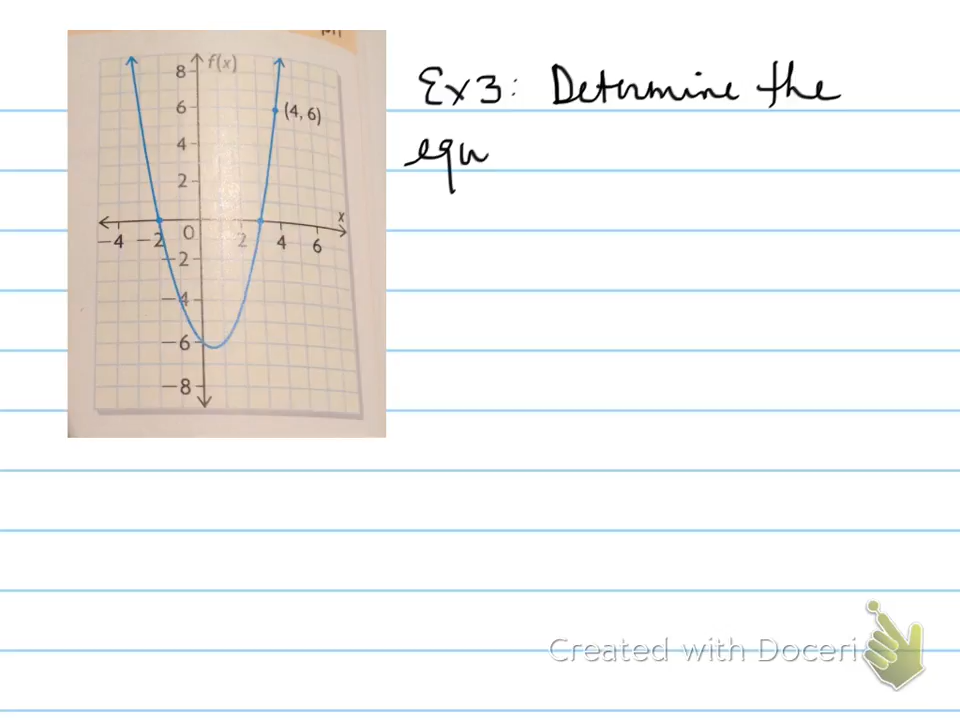 f(x)
8
6
(4, 6)
4
2
x
-4 -2 0 2 4 6
-2
-4
-6
-8
Ex3: Determine the
equ
Created with Doceri